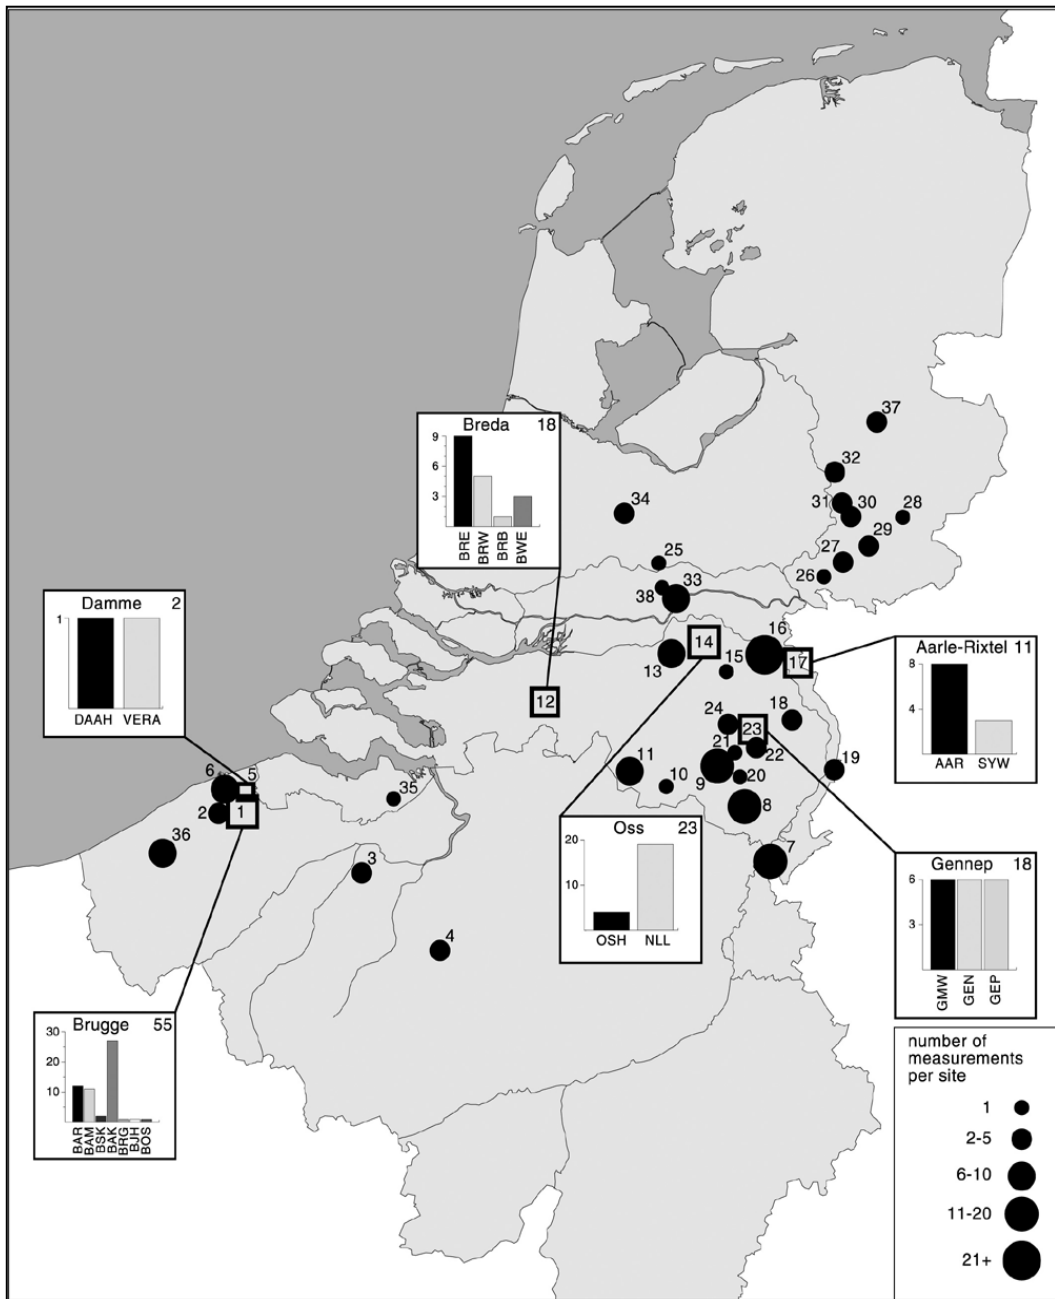 37
32
31
30
28
29
27
26
34
25
38
33
Breda 18
9
6
3
BRE
BRW
BRB
BWE
Damme 2
1
DAAH VERA
16
14
13
15
17
12
Aarle-Rixtel 11
8
4
AAR SYW
18
24
23
21
22
19
11
10
9
20
8
6
5
2
1
35
36
3
7
4
Oss 23
20
10
OSH NLL
Gennep 18
6
3
GMW
GEN
GEP
Brugge 55
30
20
10
BAR
BAM
BSK
BAK
BRG
BJH
BOS
number of
measurements
per site
1
2-5
6-10
11-20
21+